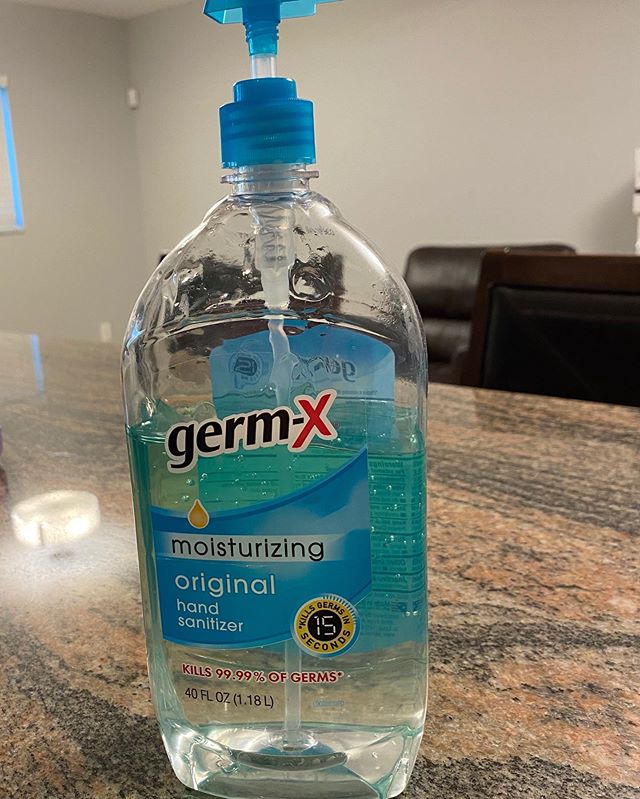 germ-x
moisturizing
original
hand
sanitizer
*KILLS GERMS IN
15
SECONDS
KILLS 99.99% OF GERMS*
40 FL OZ (1.18 L)